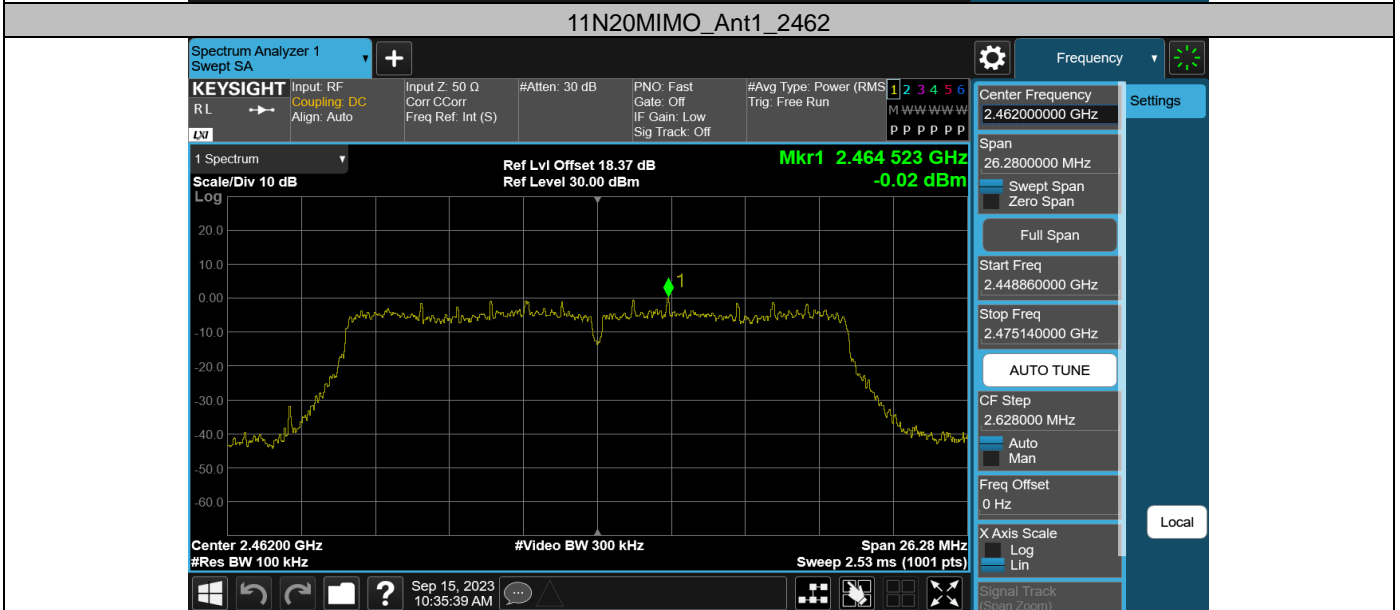 11N20MIMO_Ant1_2462
Spectrum Analyzer 1
Swept SA
Frequency
KEYSIGHT
R L
LXI
Input: RF
Coupling: DC
Align: Auto
Input Z: 50 Ω
Corr CCorr
Freq Ref: Int (S)
#Atten: 30 dB
PNO: Fast
Gate: Off
IF Gain: Low
Sig Track: Off
#Avg Type: Power (RMS
Trig: Free Run
1 2 3 4 5 6
M W W W W W
P P P P P P
1 Spectrum
Scale/Div 10 dB
Log
Ref Lvl Offset 18.37 dB
Ref Level 30.00 dBm
Mkr1 2.464 523 GHz
-0.02 dBm
1
20.0
10.0
0.00
-10.0
-20.0
-30.0
-40.0
-50.0
-60.0
Center 2.46200 GHz
#Res BW 100 kHz
#Video BW 300 kHz
Span 26.28 MHz
Sweep 2.53 ms (1001 pts)
Center Frequency
2.462000000 GHz
Settings
Span
26.2800000 MHz
Swept Span
Zero Span
Full Span
Start Freq
2.448860000 GHz
Stop Freq
2.475140000 GHz
AUTO TUNE
CF Step
2.628000 MHz
Auto
Man
Freq Offset
0 Hz
X Axis Scale
Log
Lin
Local
Signal Track
(Span Zoom)
?
Sep 15, 2023
10:35:39 AM